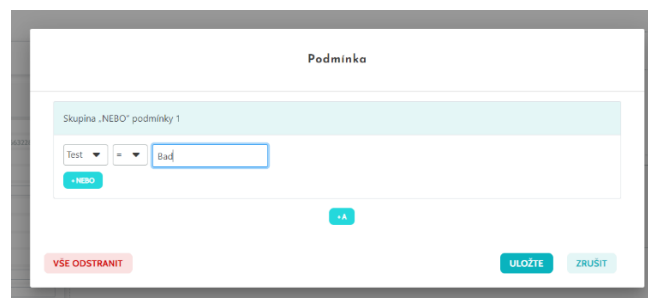 Podmínka
Skupina „NEBO“ podmínky 1
Test = Bad
+ NEBO
+ A
VŠE ODSTRANIT ULOŽTE ZRUŠIT